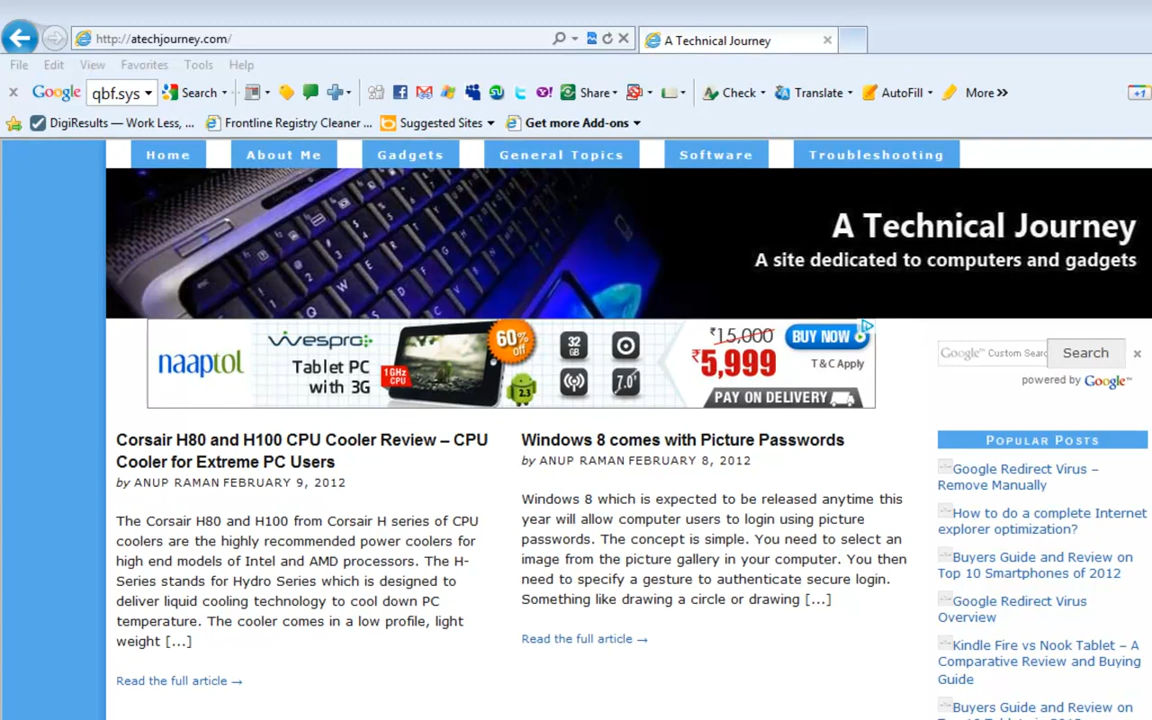 http://atechjourney.com/
A Technical Journey
File Edit View Favorites Tools Help
Google qbf.sys Search Share Check Translate AutoFill More »
+1
DigiResults — Work Less, ... Frontline Registry Cleaner ... Suggested Sites Get more Add-ons
Home About Me Gadgets General Topics Software Troubleshooting
A Technical Journey
A site dedicated to computers and gadgets
naaptol
wespro
Tablet PC
with 3G
1GHz
CPU
60%
off
2.3
32
GB
7.0"
₹15,000
₹5,999
BUY NOW
T & C Apply
PAY ON DELIVERY
Google™ Custom Searc Search
powered by Google™
Corsair H80 and H100 CPU Cooler Review – CPU
Cooler for Extreme PC Users
by ANUP RAMAN FEBRUARY 9, 2012
The Corsair H80 and H100 from Corsair H series of CPU
coolers are the highly recommended power coolers for
high end models of Intel and AMD processors. The H-
Series stands for Hydro Series which is designed to
deliver liquid cooling technology to cool down PC
temperature. The cooler comes in a low profile, light
weight [...]
Read the full article →
Windows 8 comes with Picture Passwords
by ANUP RAMAN FEBRUARY 8, 2012
Windows 8 which is expected to be released anytime this
year will allow computer users to login using picture
passwords. The concept is simple. You need to select an
image from the picture gallery in your computer. You then
need to specify a gesture to authenticate secure login.
Something like drawing a circle or drawing [...]
Read the full article →
POPULAR POSTS
Google Redirect Virus –
Remove Manually
How to do a complete Internet
explorer optimization?
Buyers Guide and Review on
Top 10 Smartphones of 2012
Google Redirect Virus
Overview
Kindle Fire vs Nook Tablet – A
Comparative Review and Buying
Guide
Buyers Guide and Review on